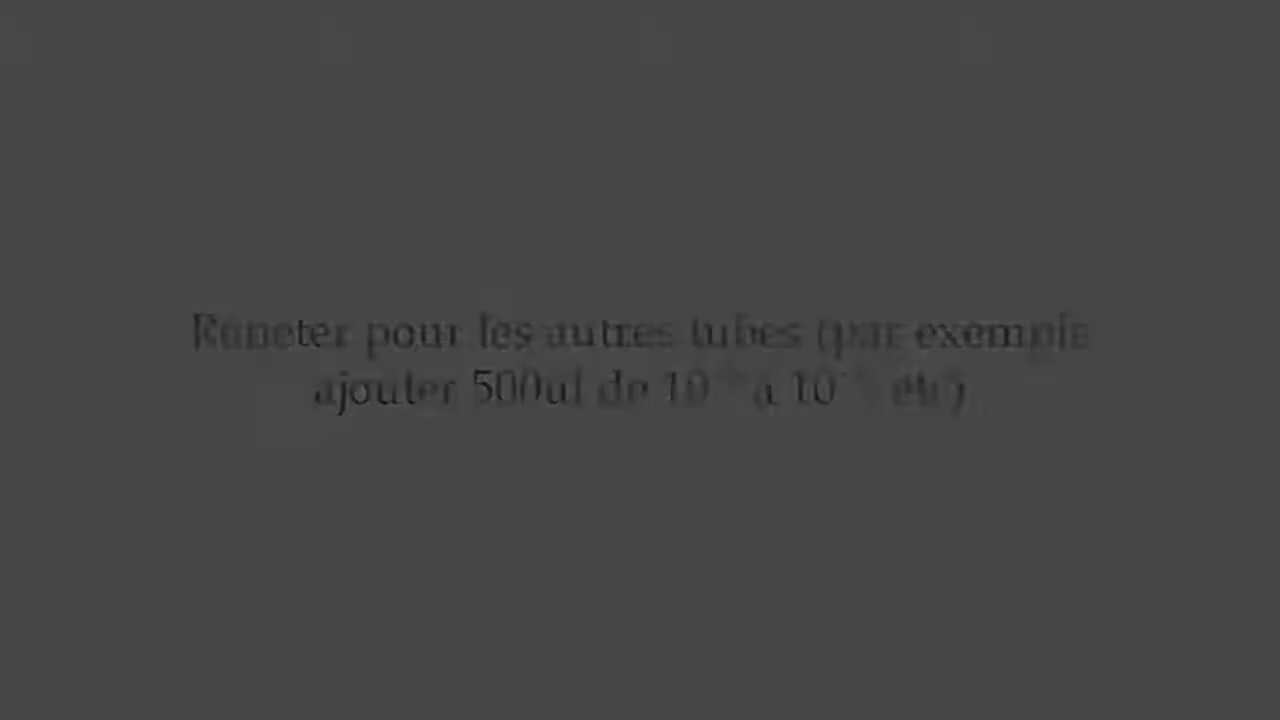 Répéter pour les autres tubes (par exemple
ajouter 500ul de 10 à 10 etc)